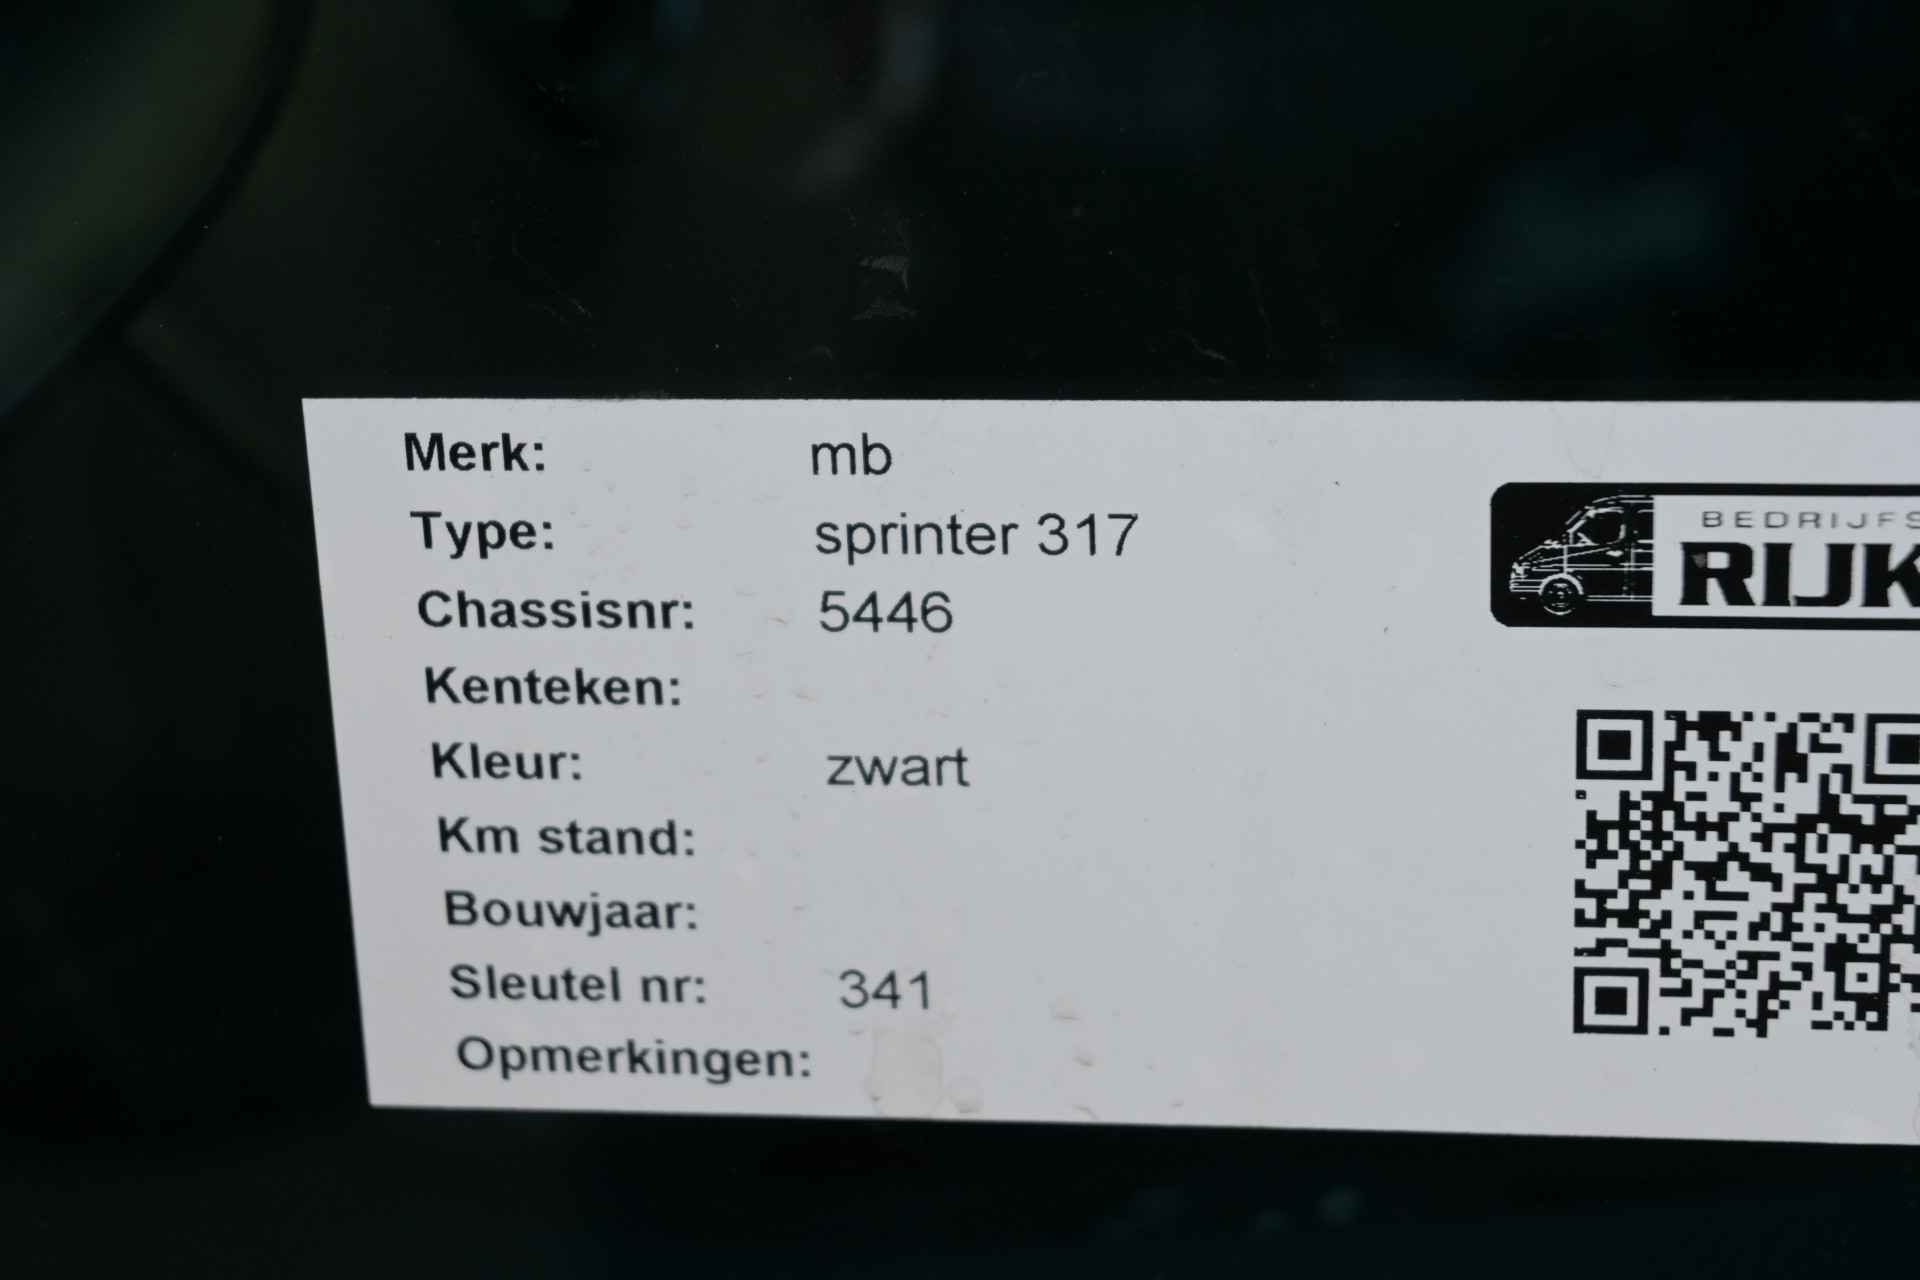 Merk: mb
Type: sprinter 317
Chassisnr: 5446
Kenteken:
Kleur: zwart
Km stand:
Bouwjaar:
Sleutel nr: 341
Opmerkingen:
BEDRIJFS
RIJK